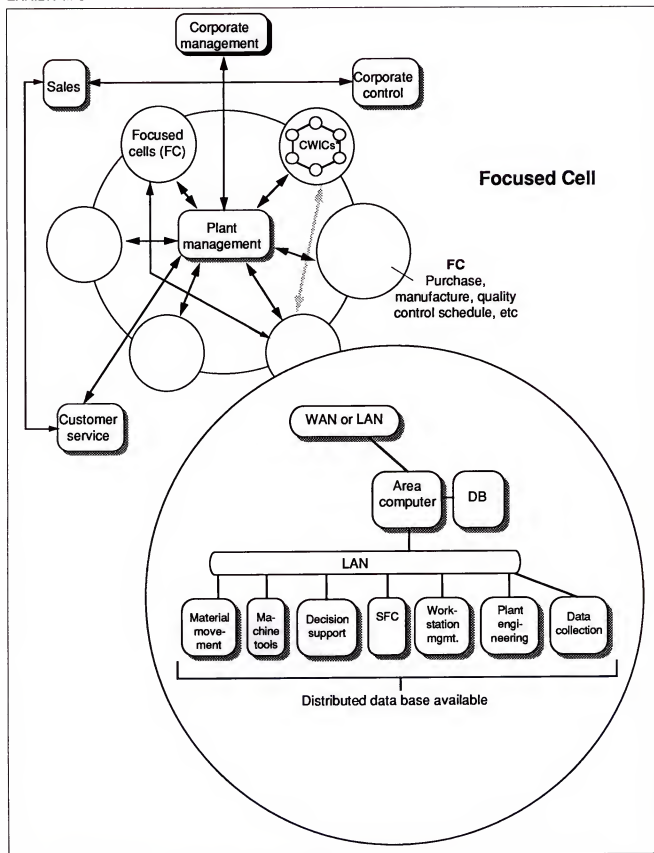 Corporate
management
Sales
Corporate
control
Focused
cells (FC)
CWICs
Focused Cell
Plant
management
FC
Purchase,
manufacture, quality
control schedule, etc
Customer
service
WAN or LAN
Area
computer
DB
LAN
Material
move-
ment
Ma-
chine
tools
Decision
support
SFC
Work-
station
mgmt.
Plant
engi-
neering
Data
collection
Distributed data base available